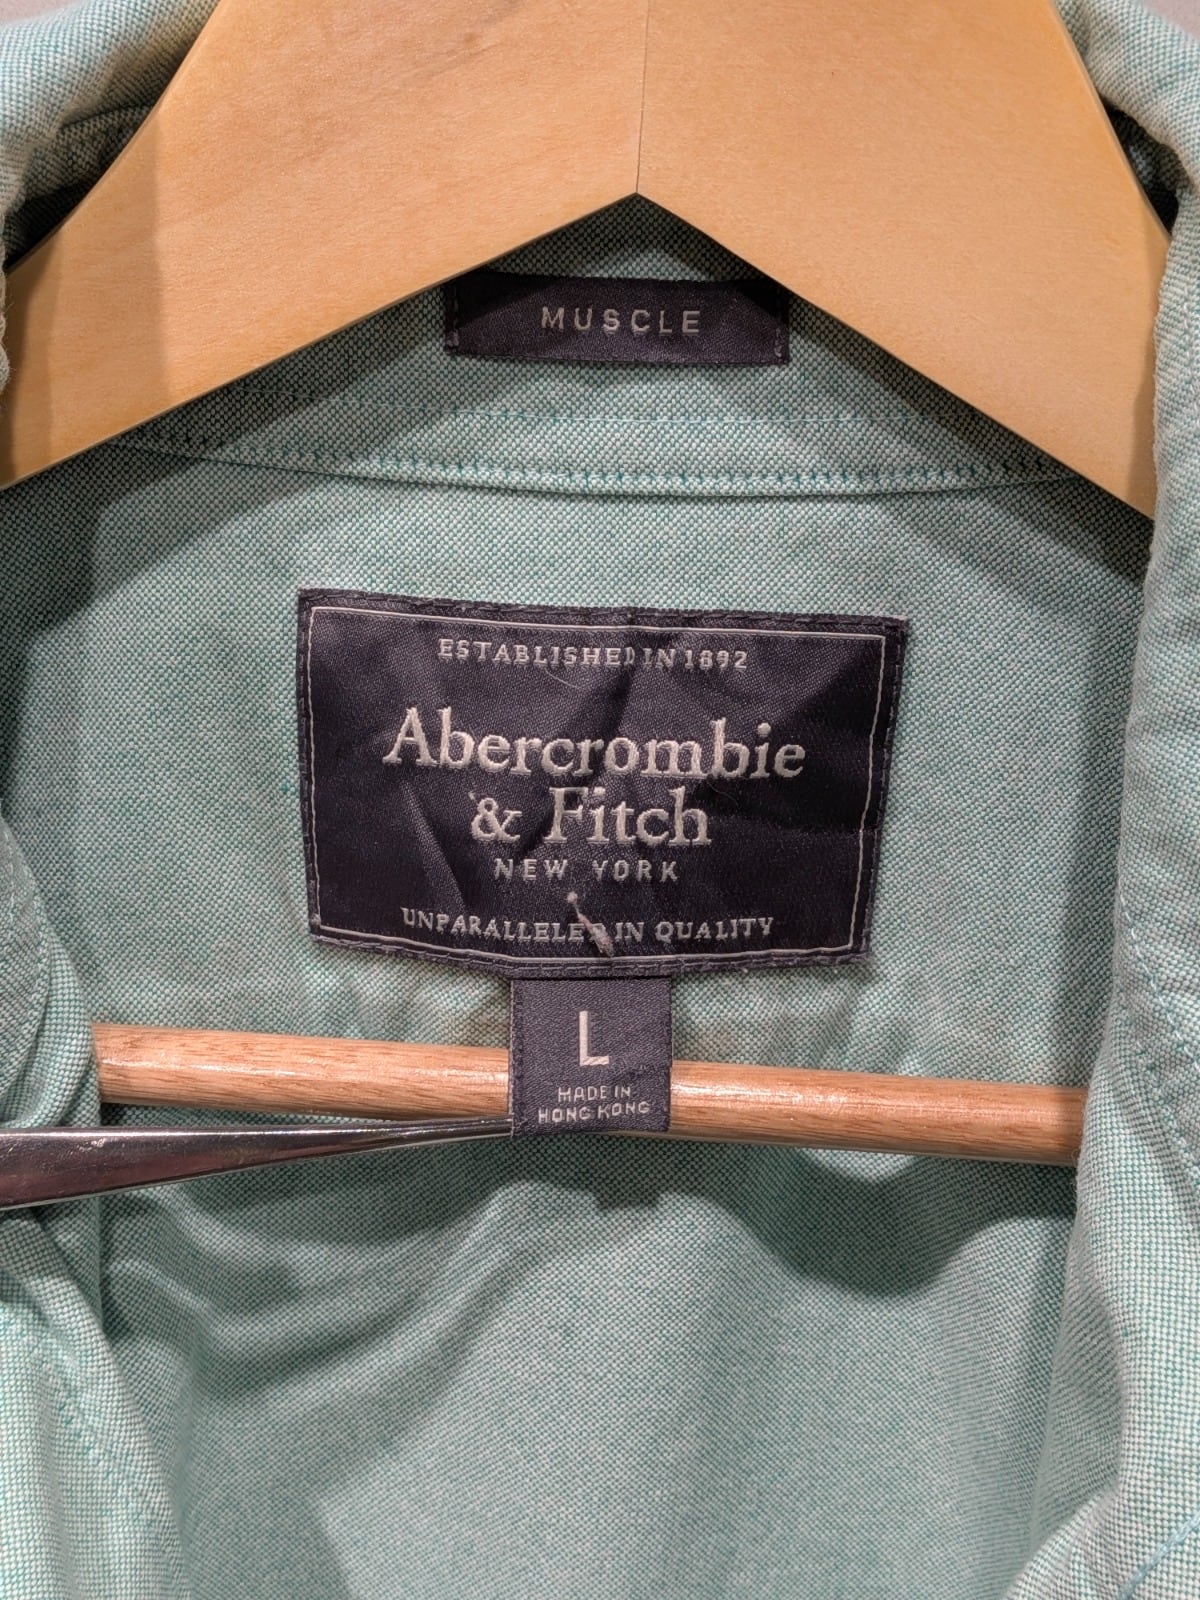 MUSCLE
ESTABLISHED IN 1892
Abercrombie
& Fitch
NEW YORK
UNPARALLELED IN QUALITY
L
MADE IN
HONG KONG